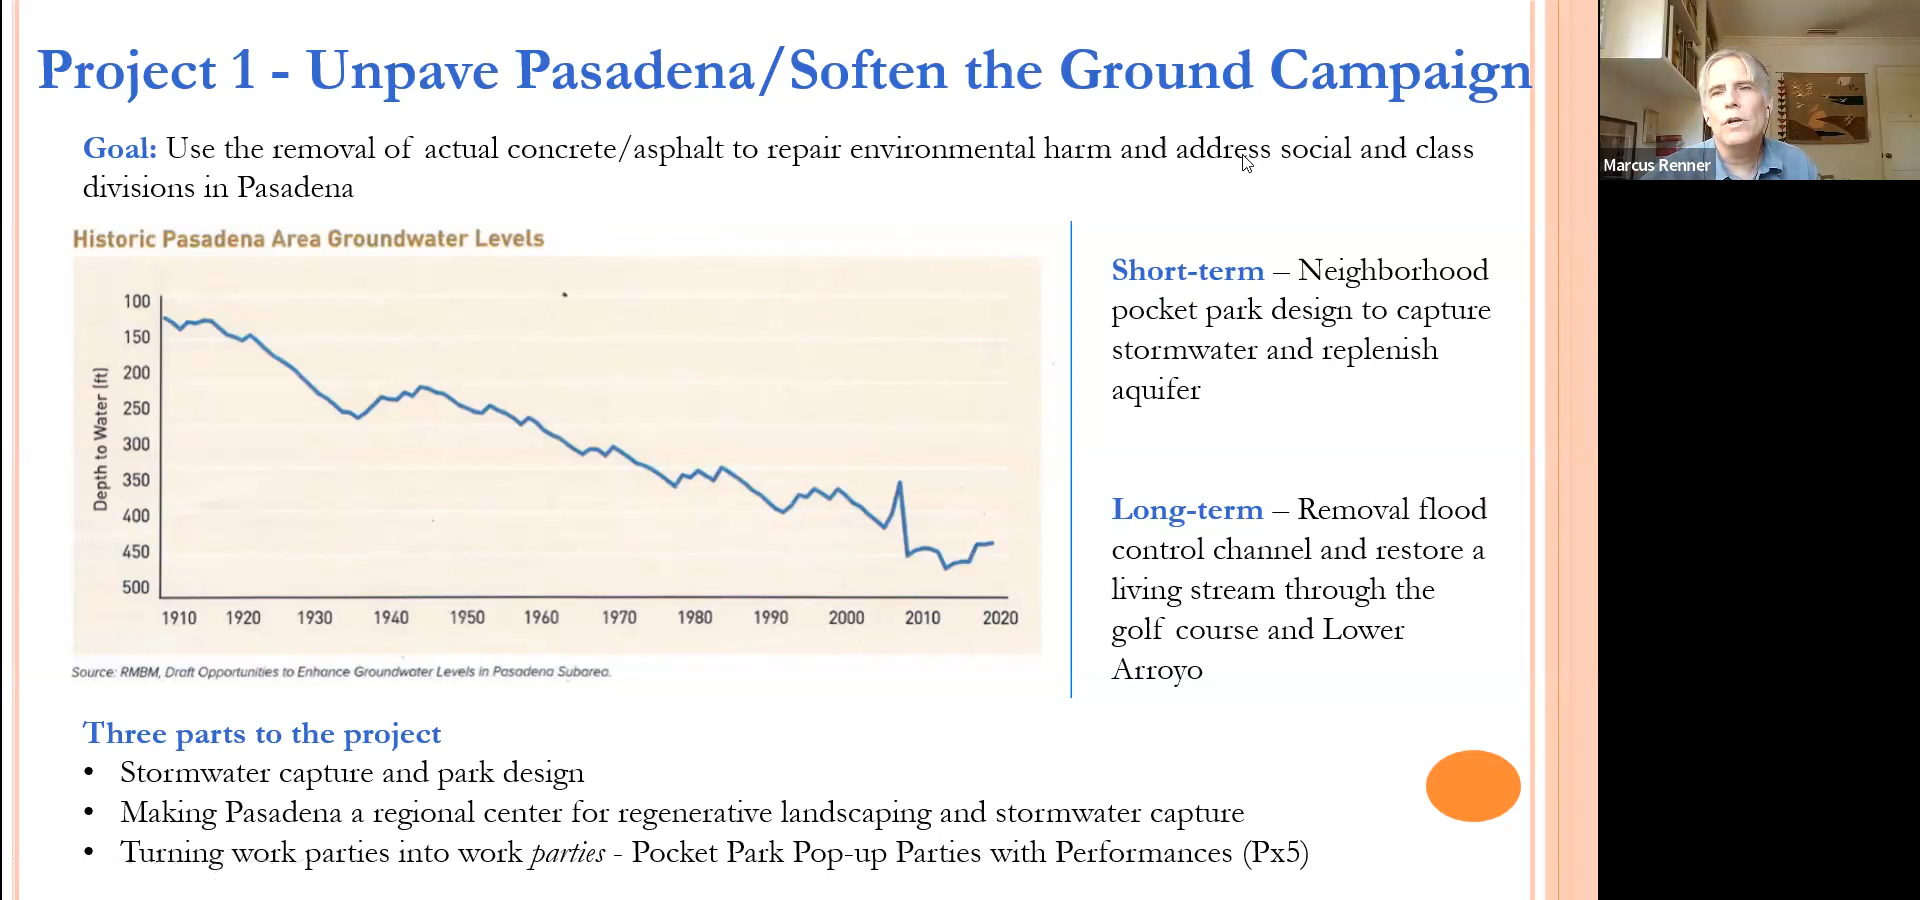 Project 1 - Unpave Pasadena/Soften the Ground Campaign
Goal: Use the removal of actual concrete/asphalt to repair environmental harm and address social and class
divisions in Pasadena
Historic Pasadena Area Groundwater Levels
Depth to Water (ft)
100
150
200
250
300
350
400
450
500
1910 1920 1930 1940 1950 1960 1970 1980 1990 2000 2010 2020
Source: RMBM, Draft Opportunities to Enhance Groundwater Levels in Pasadena Subarea.
Short-term – Neighborhood
pocket park design to capture
stormwater and replenish
aquifer
Long-term – Removal flood
control channel and restore a
living stream through the
golf course and Lower
Arroyo
Three parts to the project
• Stormwater capture and park design
• Making Pasadena a regional center for regenerative landscaping and stormwater capture
• Turning work parties into work parties - Pocket Park Pop-up Parties with Performances (Px5)
Marcus Renner